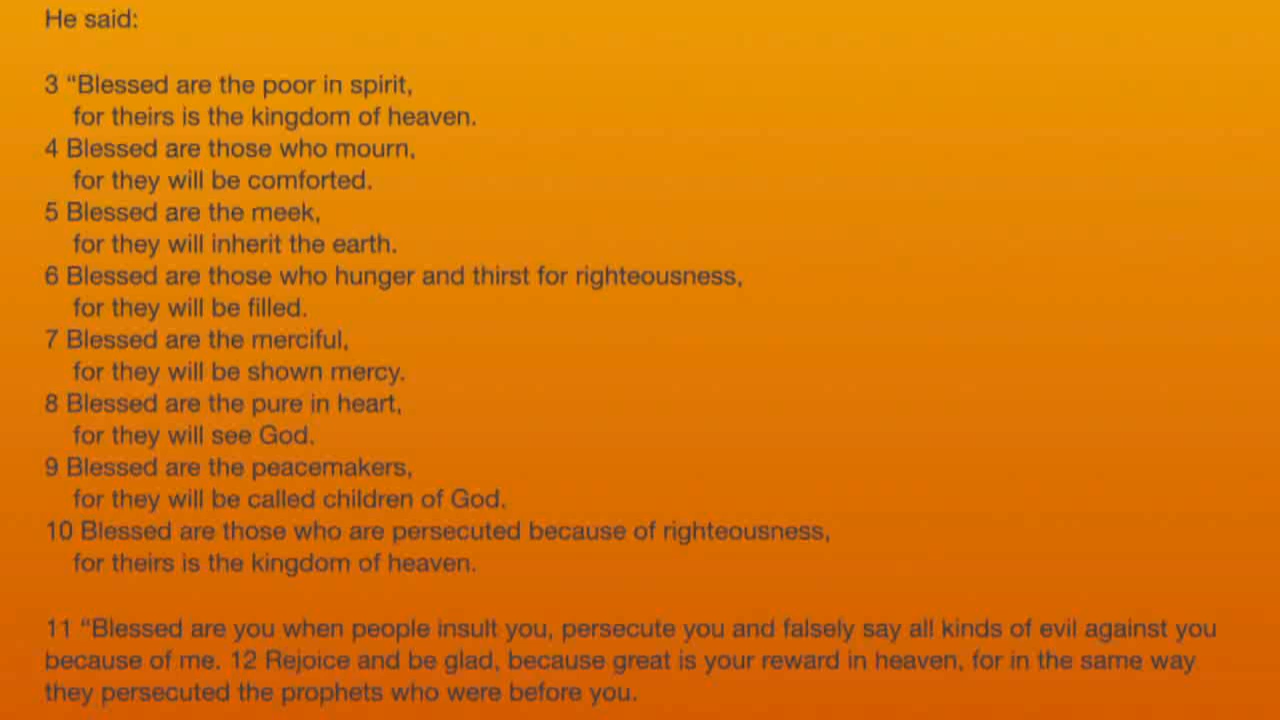 He said:
3 “Blessed are the poor in spirit,
for theirs is the kingdom of heaven.
4 Blessed are those who mourn,
for they will be comforted.
5 Blessed are the meek,
for they will inherit the earth.
6 Blessed are those who hunger and thirst for righteousness,
for they will be filled.
7 Blessed are the merciful,
for they will be shown mercy.
8 Blessed are the pure in heart,
for they will see God.
9 Blessed are the peacemakers,
for they will be called children of God.
10 Blessed are those who are persecuted because of righteousness,
for theirs is the kingdom of heaven.
11 “Blessed are you when people insult you, persecute you and falsely say all kinds of evil against you
because of me. 12 Rejoice and be glad, because great is your reward in heaven, for in the same way
they persecuted the prophets who were before you.